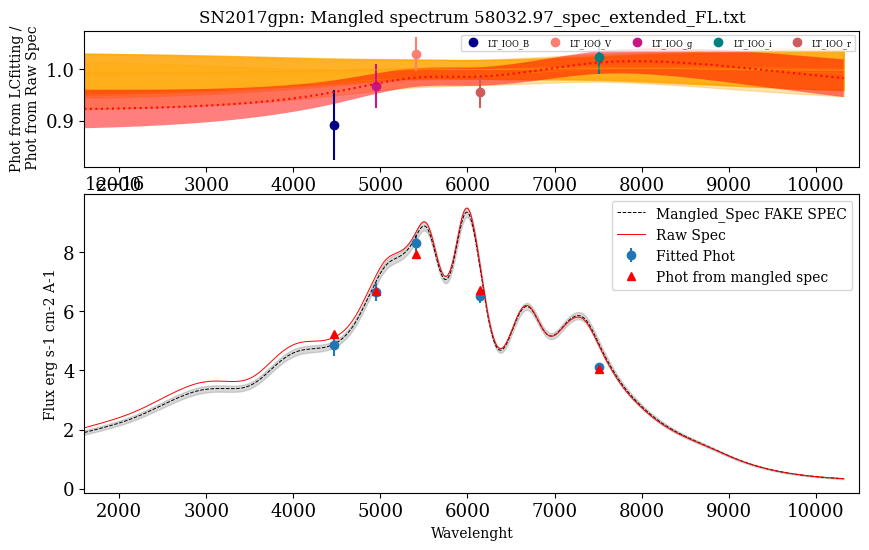 SN2017gpn: Mangled spectrum 58032.97_spec_extended_FL.txt
Phot from LCfitting /
Phot from Raw Spec
1.0
0.9
LT_IOO_B LT_IOO_V LT_IOO_g LT_IOO_i LT_IOO_r
2000 3000 4000 5000 6000 7000 8000 9000 10000
1e−16
Flux erg s-1 cm-2 A-1
8
6
4
2
0
Mangled_Spec FAKE SPEC
Raw Spec
Fitted Phot
Phot from mangled spec
2000 3000 4000 5000 6000 7000 8000 9000 10000
Wavelenght